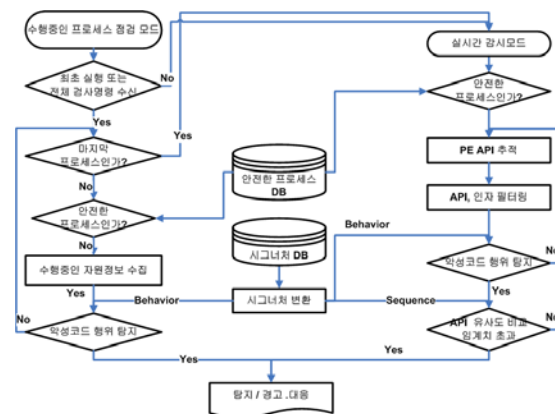 수행중인 프로세스 점검 모드
실시간 감시모드
최초 실행 또는
전체 검사명령 수신
No
안전한
프로세스인가?
Yes
Yes
마지막
프로세스인가?
PE API 추적
No
안전한 프로세스
DB
API, 인자 필터링
안전한
프로세스인가?
Behavior
No
시그너처 DB
수행중인 자원정보 수집
악성코드 행위 탐지
No
Yes
Behavior
시그너처 변환
Sequence
Yes
No
악성코드 행위 탐지
API 유사도 비교
임계치 초과
No
Yes
Yes
탐지 / 경고 .대응